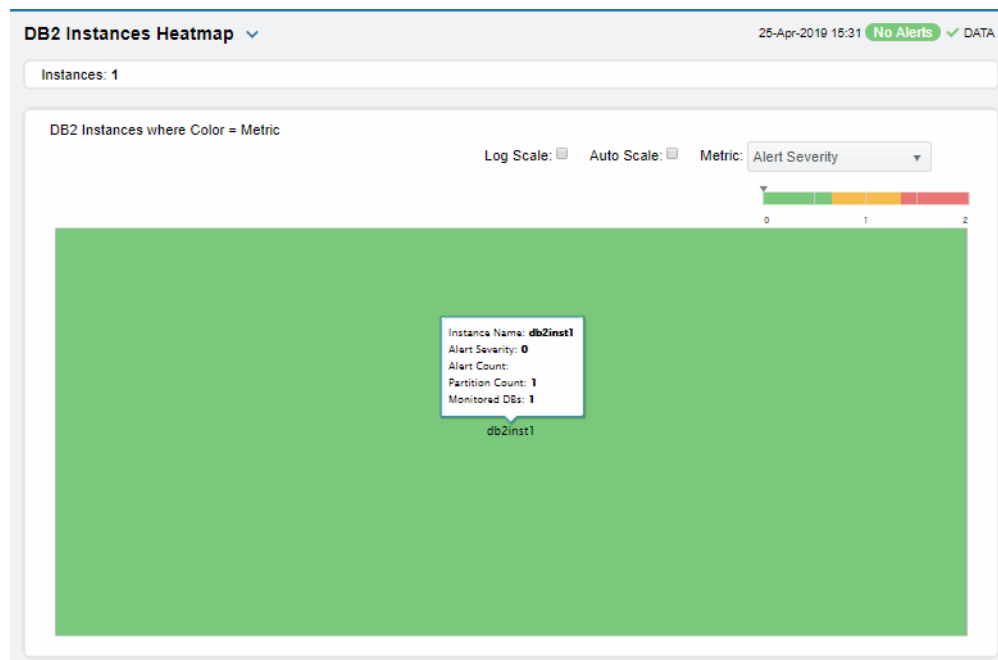 DB2 Instances Heatmap
25-Apr-2019 15:31 No Alerts DATA
Instances: 1
DB2 Instances where Color = Metric
Log Scale: Auto Scale: Metric: Alert Severity
0 1 2
Instance Name: db2inst1
Alert Severity: 0
Alert Count:
Partition Count: 1
Monitored DBs: 1
db2inst1